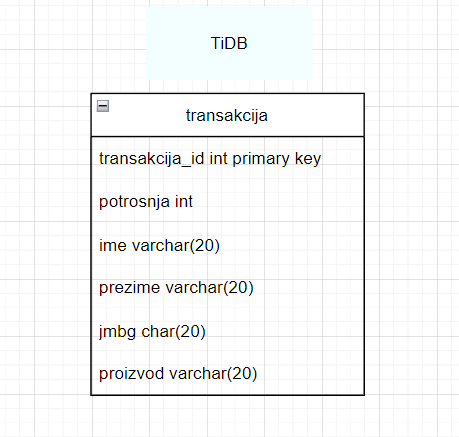 TiDB
transakcija
transakcija_id int primary key
potrosnja int
ime varchar(20)
prezime varchar(20)
jmbg char(20)
proizvod varchar(20)